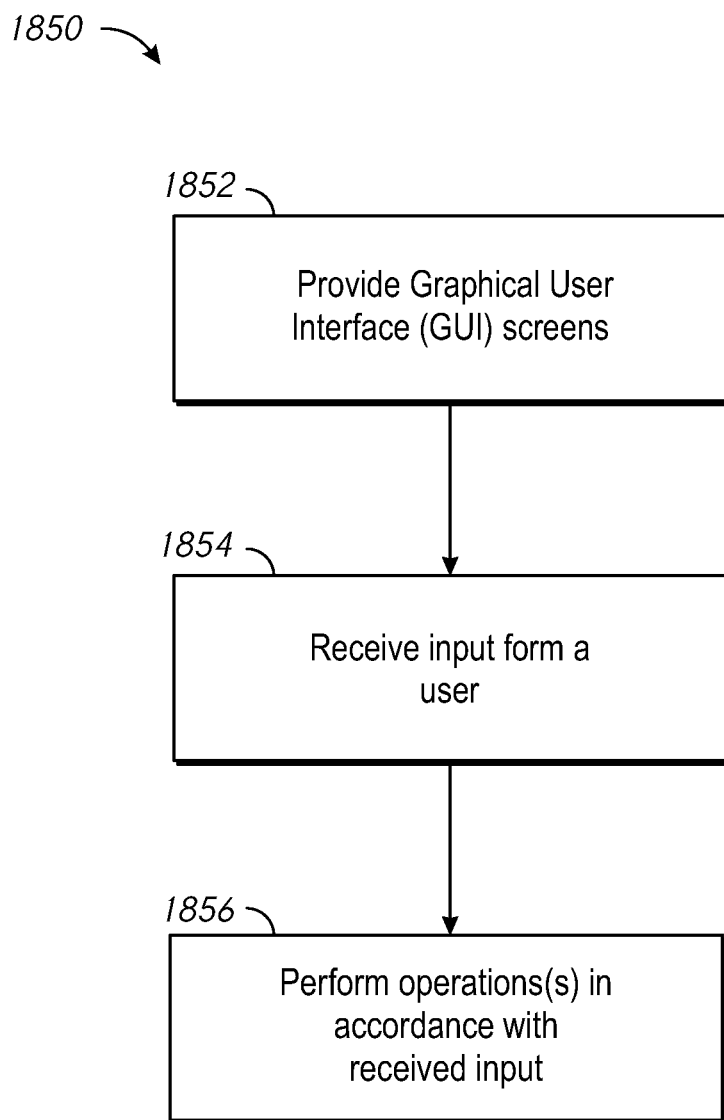 1850
1852
Provide Graphical User
Interface (GUI) screens
1854
Receive input form a
user
1856
Perform operations(s) in
accordance with
received input